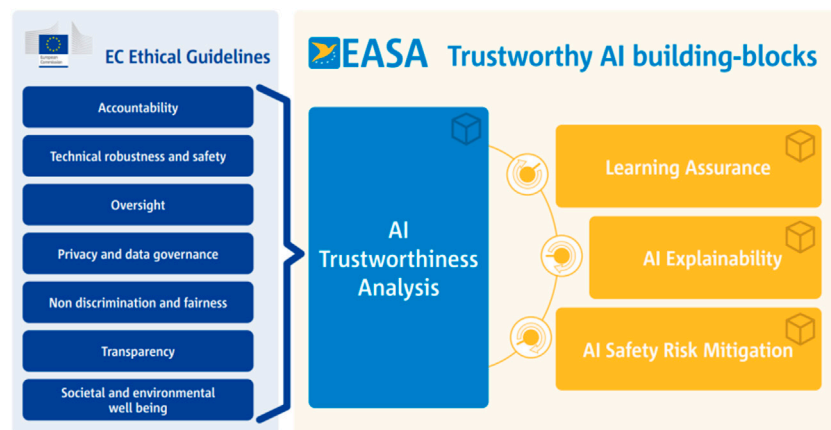 European
Commission
EC Ethical Guidelines
Accountability
Technical robustness and safety
Oversight
Privacy and data governance
Non discrimination and fairness
Transparency
Societal and environmental
well being
EASA Trustworthy AI building-blocks
AI
Trustworthiness
Analysis
Learning Assurance
AI Explainability
AI Safety Risk Mitigation